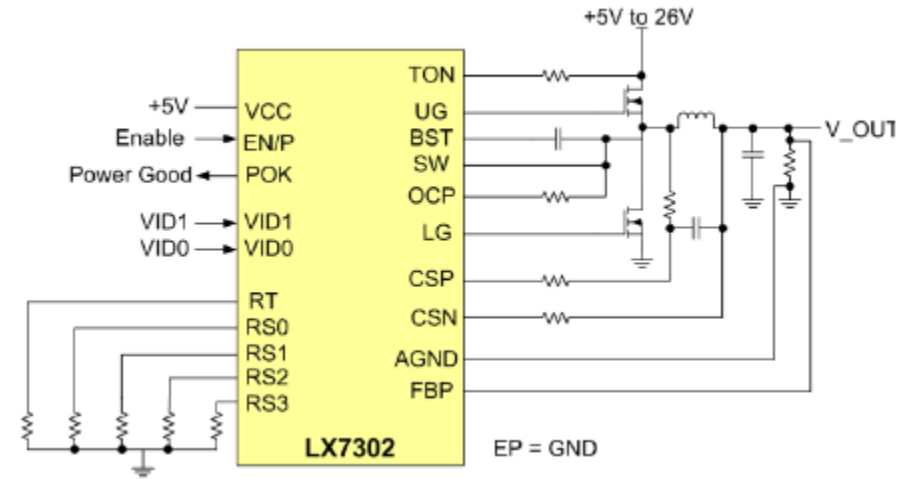 +5V to 26V
+5V
Enable
Power Good
VID1
VID0
VCC
EN/P
POK
VID1
VID0
RT
RS0
RS1
RS2
RS3
TON
UG
BST
SW
OCP
LG
CSP
CSN
AGND
FBP
V_OUT
LX7302
EP = GND